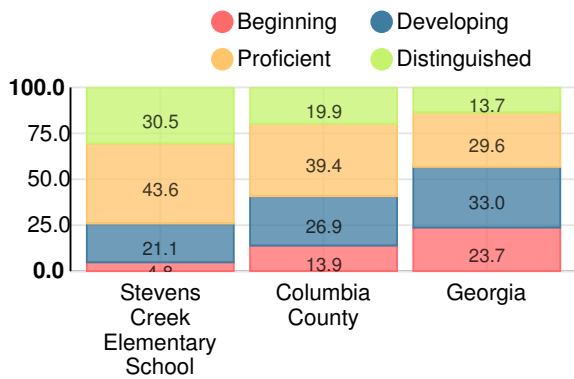 Beginning Developing
Proficient Distinguished
100.0
75.0
50.0
25.0
0.0
30.5
43.6
21.1
4.8
19.9
39.4
26.9
13.9
13.7
29.6
33.0
23.7
Stevens
Creek
Elementary
School
Columbia
County
Georgia